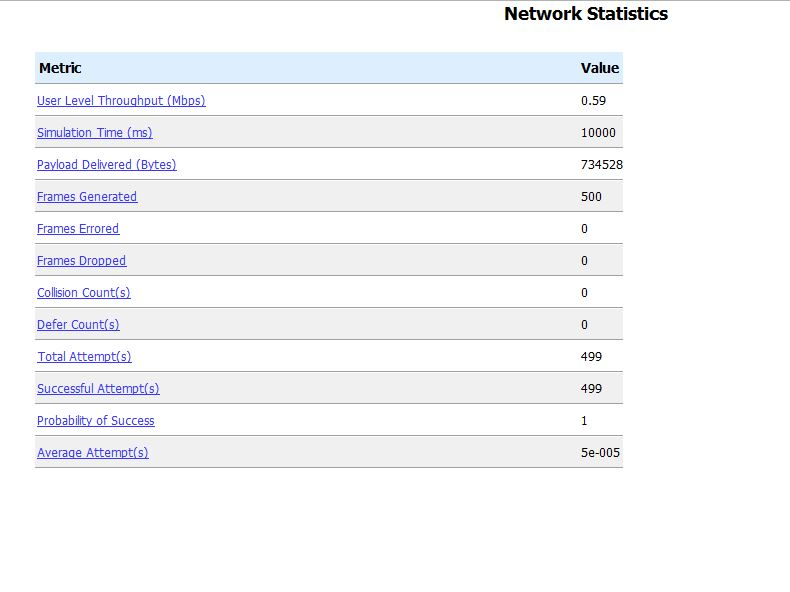 Network Statistics
Metric Value
User Level Throughput (Mbps) 0.59
Simulation Time (ms) 10000
Payload Delivered (Bytes) 734528
Frames Generated 500
Frames Errored 0
Frames Dropped 0
Collision Count(s) 0
Defer Count(s) 0
Total Attempt(s) 499
Successful Attempt(s) 499
Probability of Success 1
Average Attempt(s) 5e-005